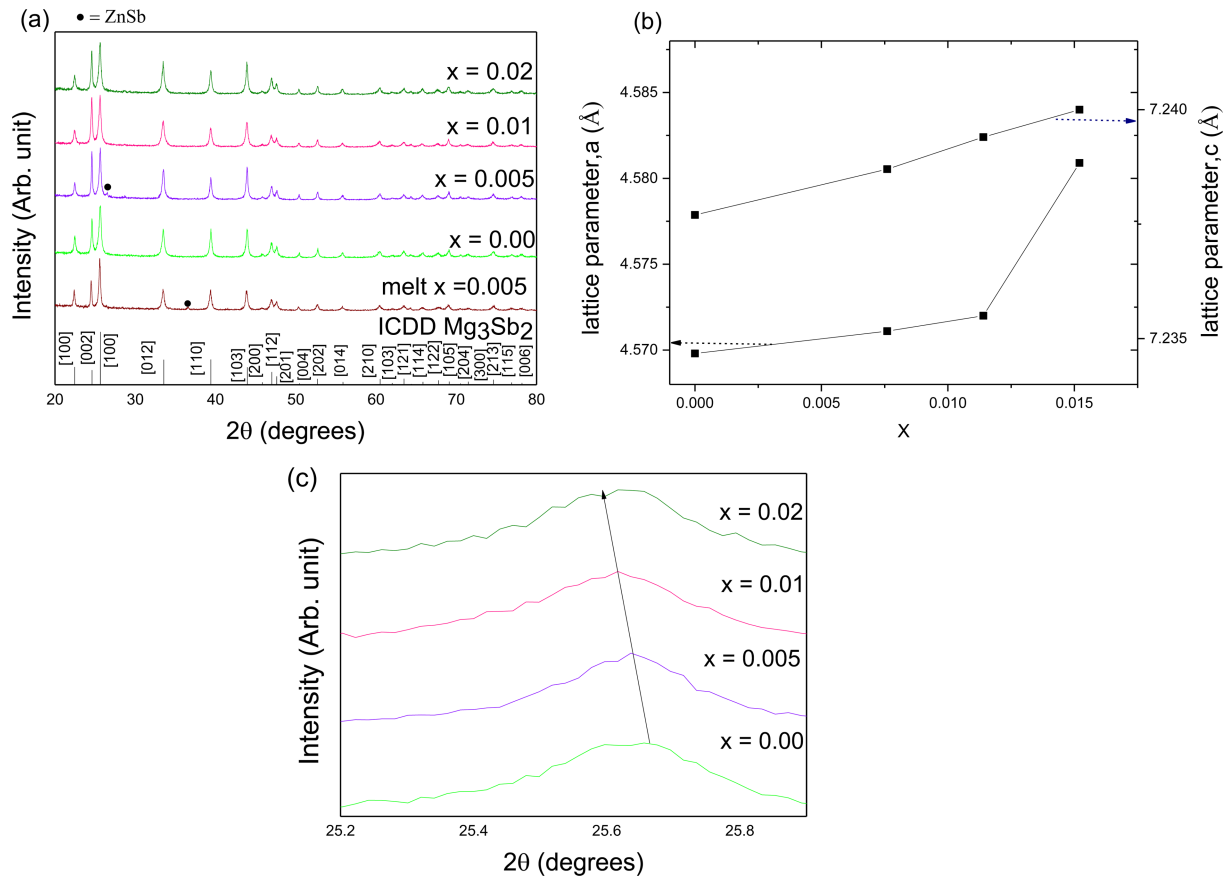 (a)
● = ZnSb
x = 0.02
x = 0.01
x = 0.005
x = 0.00
melt x =0.005
ICDD Mg3Sb2
[100]
[002]
[100]
[012]
[110]
[103]
[200]
[112]
[201]
[004]
[202]
[014]
[210]
[103]
[121]
[114]
[122]
[105]
[204]
[300]
[213]
[115]
[006]
20 30 40 50 60 70 80
2θ (degrees)
Intensity (Arb. unit)
(b)
4.585
4.580
4.575
4.570
lattice parameter,a (Å)
7.240
7.235
lattice parameter,c (Å)
0.000 0.005 0.010 0.015
X
(c)
x = 0.02
x = 0.01
x = 0.005
x = 0.00
Intensity (Arb. unit)
25.2 25.4 25.6 25.8
2θ (degrees)